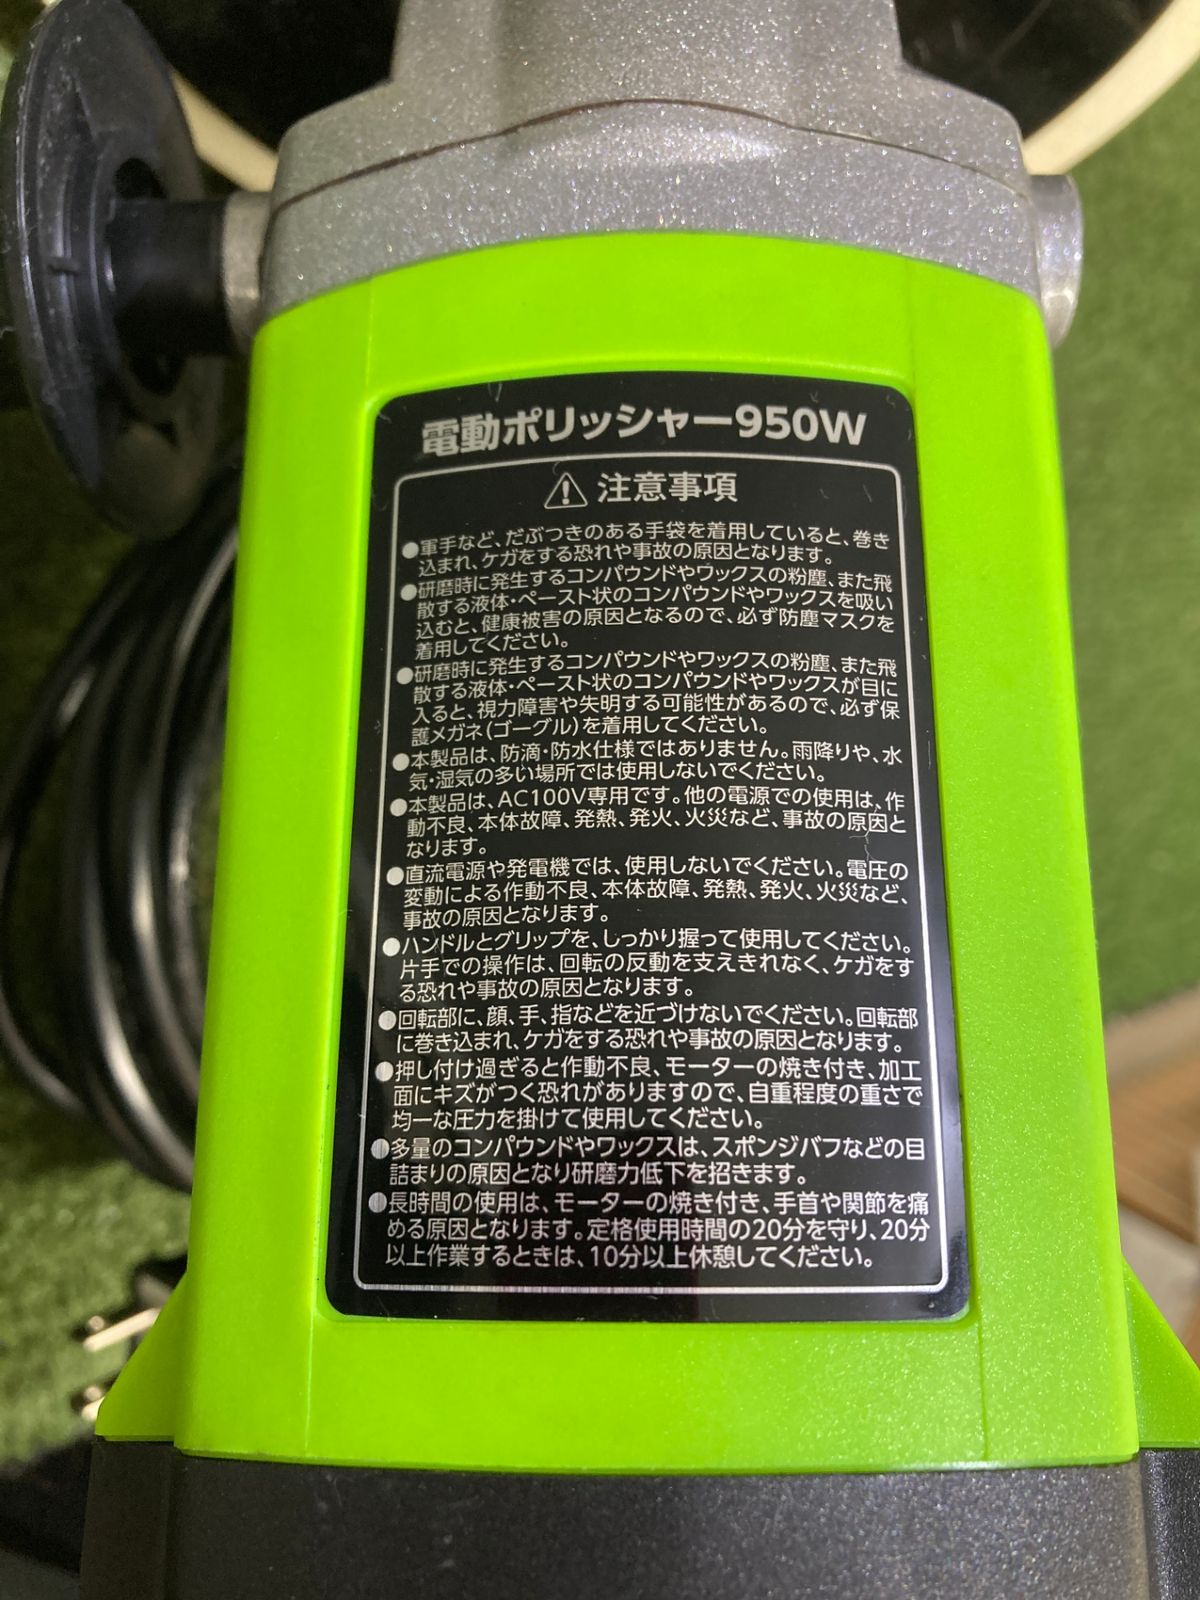 電動ポリッシャー950W
⚠ 注意事項
●軍手など、だぶつきのある手袋を着用していると、巻き
込まれ、ケガをする恐れや事故の原因となります。
●研磨時に発生するコンパウンドやワックスの粉塵、また飛
散する液体・ペースト状のコンパウンドやワックスを吸い
込むと、健康被害の原因となるので、必ず防塵マスクを
着用してください。
●研磨時に発生するコンパウンドやワックスの粉塵、また飛
散する液体・ペースト状のコンパウンドやワックスが目に
入ると、視力障害や失明する可能性があるので、必ず保
護メガネ(ゴーグル)を着用してください。
●本製品は、防滴・防水仕様ではありません。雨降りや、水
気・湿気の多い場所では使用しないでください。
●本製品は、AC100V専用です。他の電源での使用は、作
動不良、本体故障、発熱、発火、火災など、事故の原因と
なります。
●直流電源や発電機では、使用しないでください。電圧の
変動による作動不良、本体故障、発熱、発火、火災など、
事故の原因となります。
●ハンドルとグリップを、しっかり握って使用してください。
片手での操作は、回転の反動を支えきれなく、ケガをす
る恐れや事故の原因となります。
●回転部に、顔、手、指などを近づけないでください。回転部
に巻き込まれ、ケガをする恐れや事故の原因となります。
●押し付け過ぎると作動不良、モーターの焼き付き、加工
面にキズがつく恐れがありますので、自重程度の重さで
均一な圧力を掛けて使用してください。
●多量のコンパウンドやワックスは、スポンジバフなどの目
詰まりの原因となり研磨力低下を招きます。
●長時間の使用は、モーターの焼き付き、手首や関節を痛
める原因となります。定格使用時間の20分を守り、20分
以上作業するときは、10分以上休憩してください。